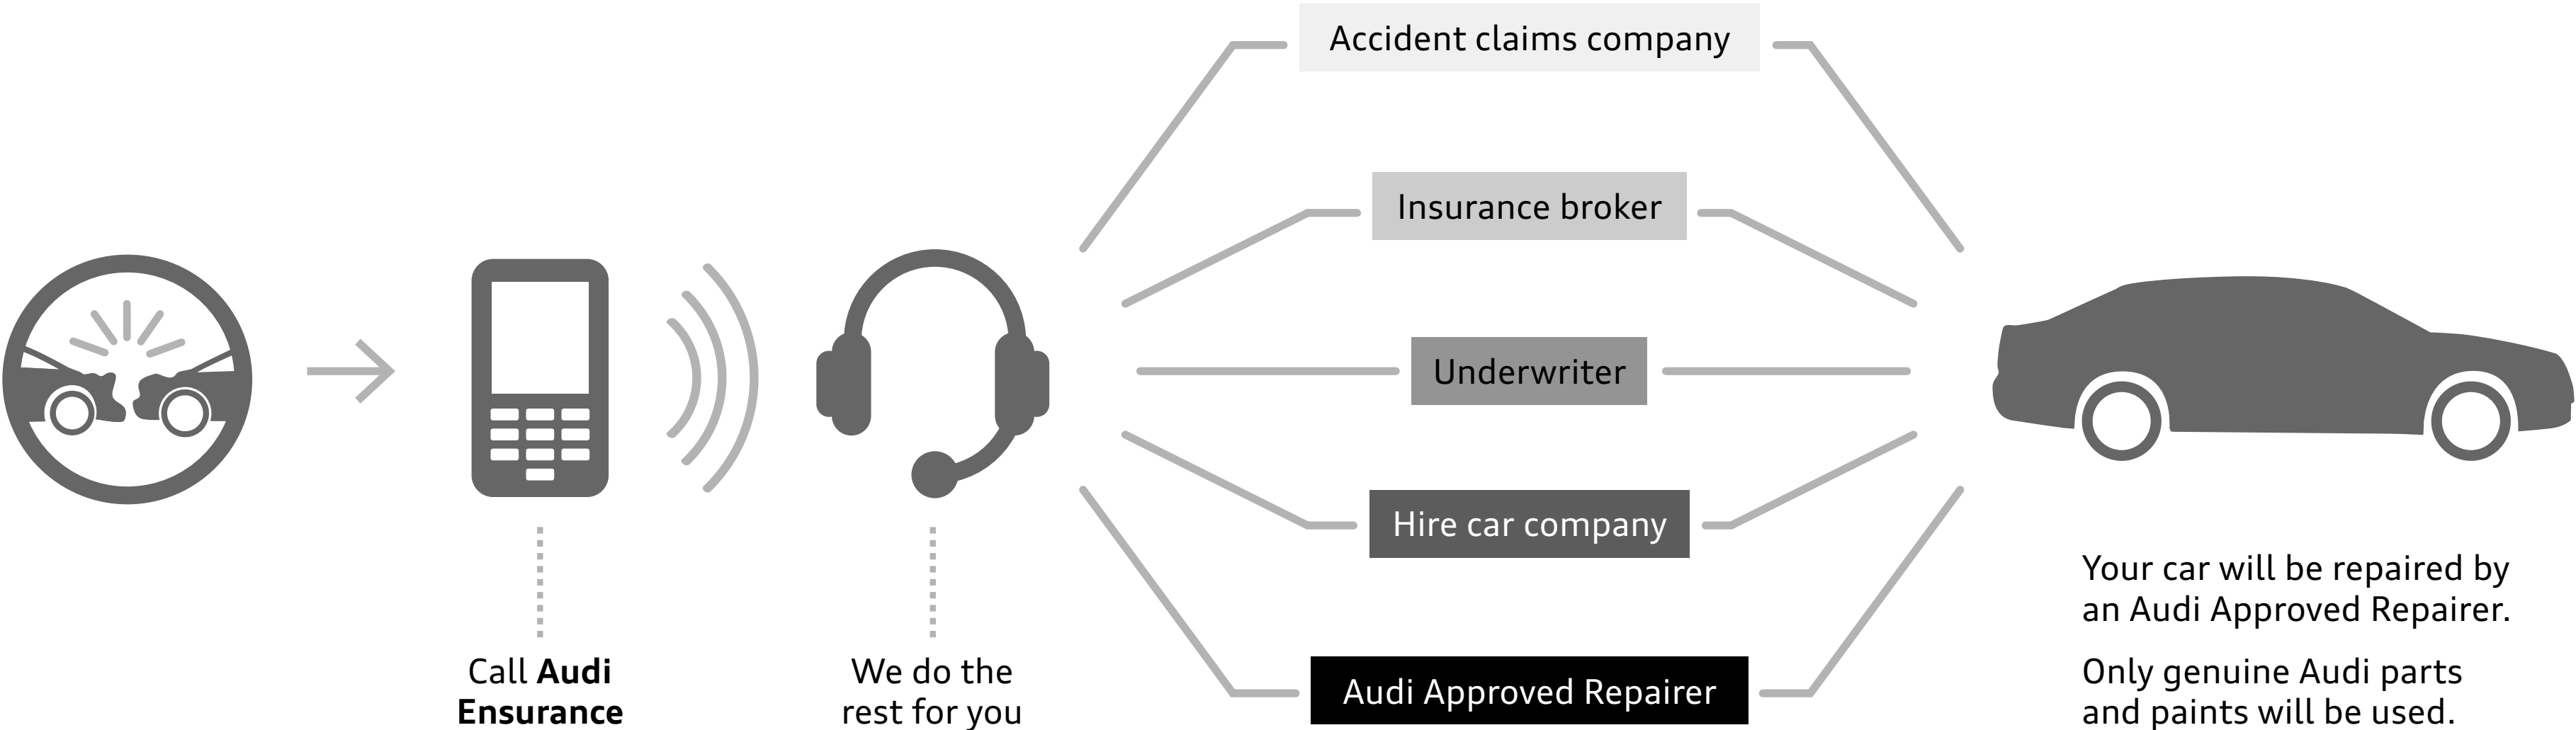 Accident claims company
Insurance broker
Underwriter
Hire car company
Audi Approved Repairer
Call Audi
Ensurance
We do the
rest for you
Your car will be repaired by
an Audi Approved Repairer.
Only genuine Audi parts
and paints will be used.